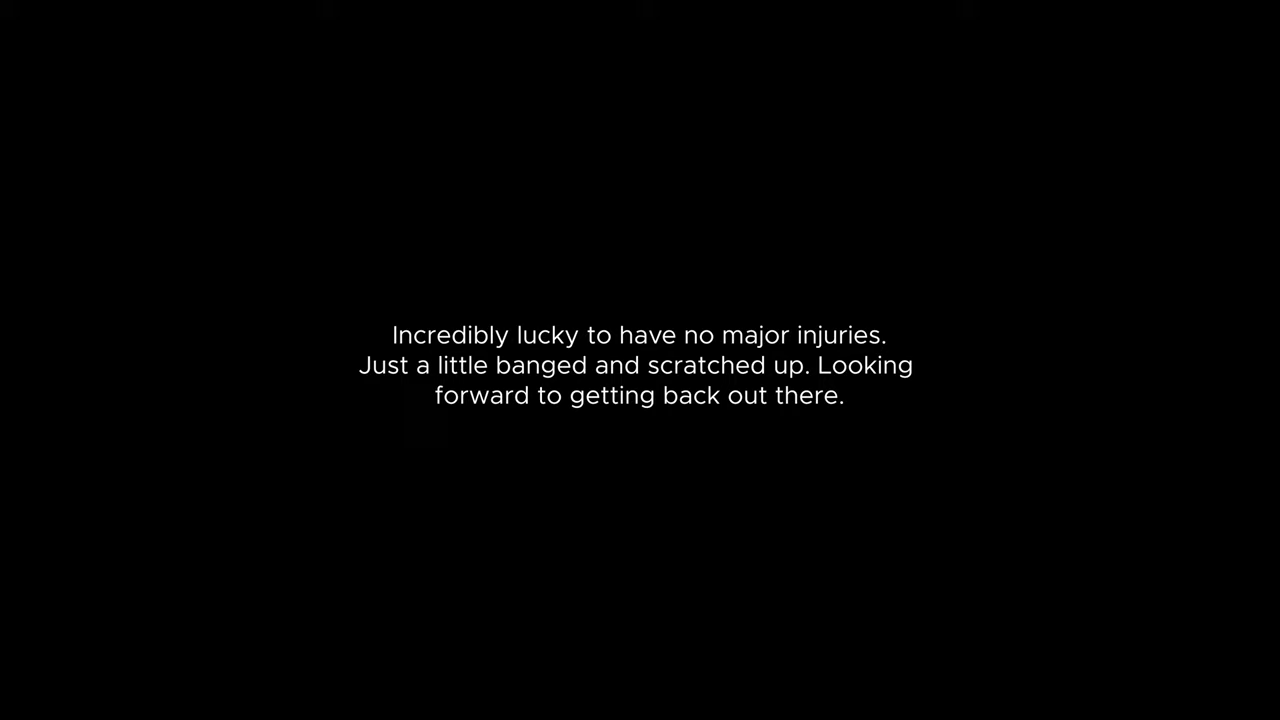 Incredibly lucky to have no major injuries.
Just a little banged and scratched up. Looking
forward to getting back out there.